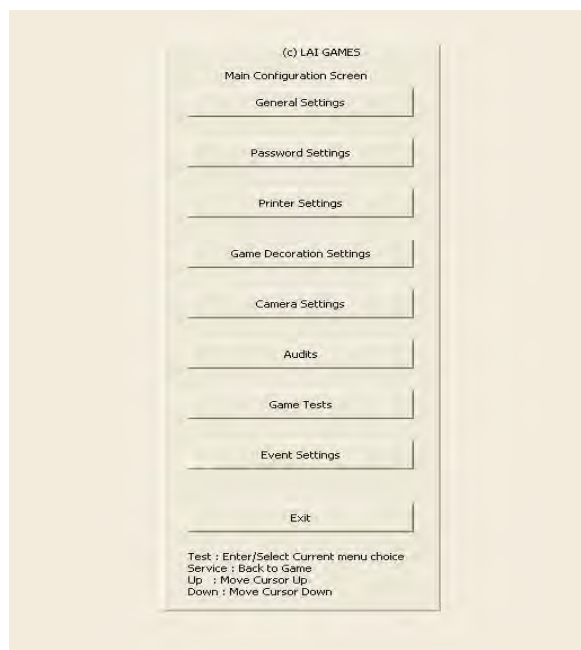 (c) LAI GAMES
Main Configuration Screen
General Settings
Password Settings
Printer Settings
Game Decoration Settings
Camera Settings
Audits
Game Tests
Event Settings
Exit
Test : Enter/Select Current menu choice
Service : Back to Game
Up : Move Cursor Up
Down : Move Cursor Down